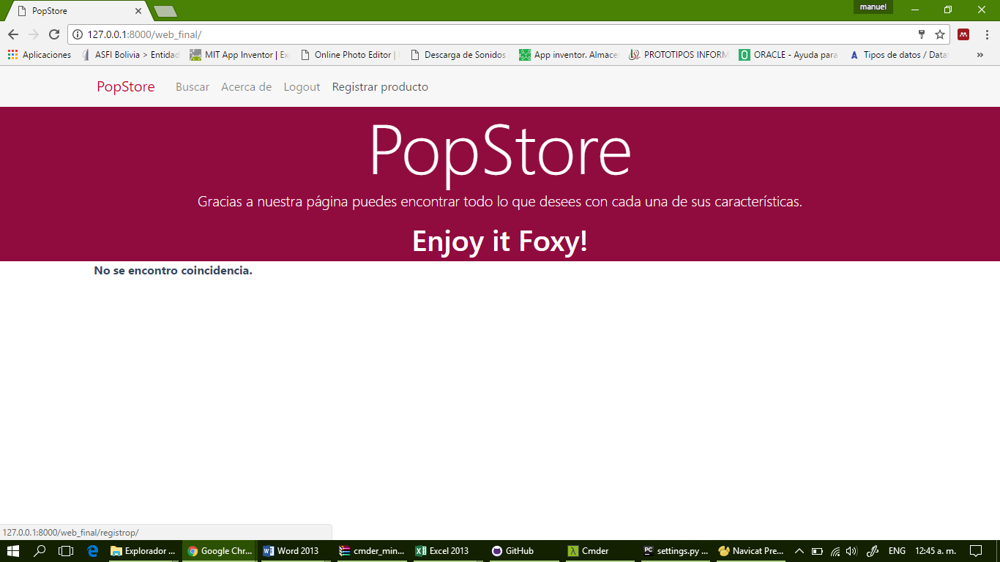 PopStore
manuel
127.0.0.1:8000/web_final/
Aplicaciones ASFI Bolivia > Entidad MIT App Inventor | Ex Online Photo Editor | Descarga de Sonidos App inventor. Almace PROTOTIPOS INFORM ORACLE - Ayuda para Tipos de datos / Data »
PopStore Buscar Acerca de Logout Registrar producto
PopStore
Gracias a nuestra página puedes encontrar todo lo que desees con cada una de sus características.
Enjoy it Foxy!
No se encontro coincidencia.
127.0.0.1:8000/web_final/registrop/
Explorador ... Google Chr... Word 2013 cmder_min... Excel 2013 GitHub Cmder settings.py ... Navicat Pre... ENG 12:45 a. m.